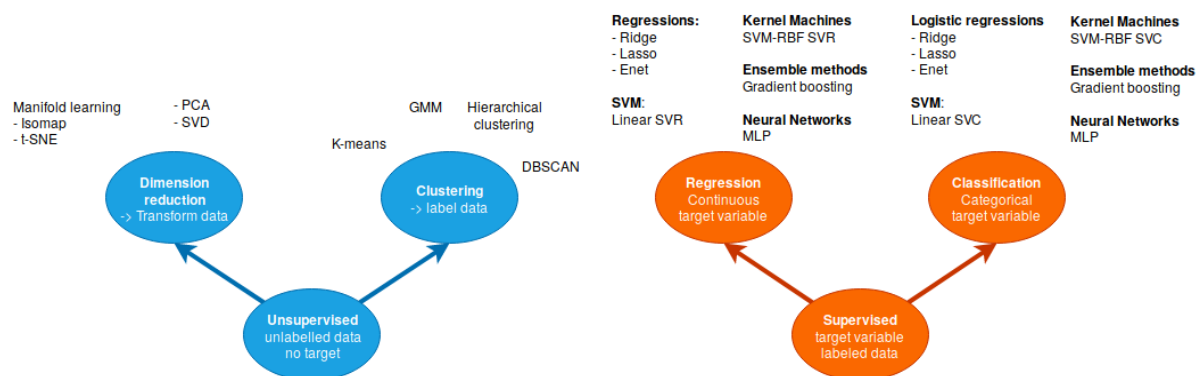 Manifold learning
- Isomap
- t-SNE
- PCA
- SVD
Dimension
reduction
-> Transform data
K-means
GMM
Hierarchical
clustering
DBSCAN
Clustering
-> label data
Unsupervised
unlabelled data
no target
Regressions:
- Ridge
- Lasso
- Enet
SVM:
Linear SVR
Kernel Machines
SVM-RBF SVR
Ensemble methods
Gradient boosting
Neural Networks
MLP
Regression
Continuous
target variable
Logistic regressions
- Ridge
- Lasso
- Enet
SVM:
Linear SVC
Kernel Machines
SVM-RBF SVC
Ensemble methods
Gradient boosting
Neural Networks
MLP
Classification
Categorical
target variable
Supervised
target variable
labeled data